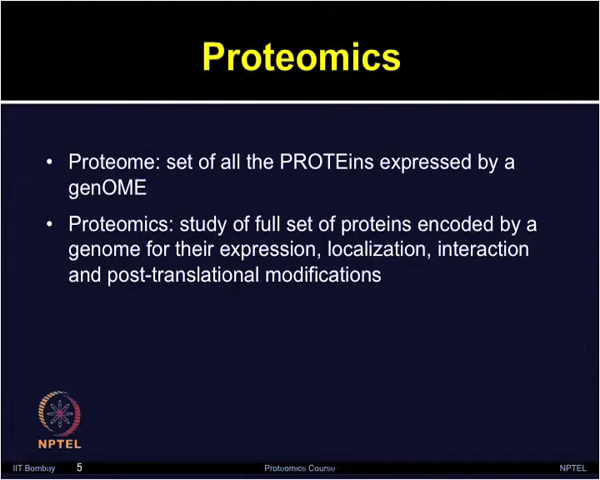 Proteomics
• Proteome: set of all the PROTEins expressed by a
genOME
• Proteomics: study of full set of proteins encoded by a
genome for their expression, localization, interaction
and post-translational modifications
NPTEL
IIT Bombay 5 Proteomics Course NPTEL